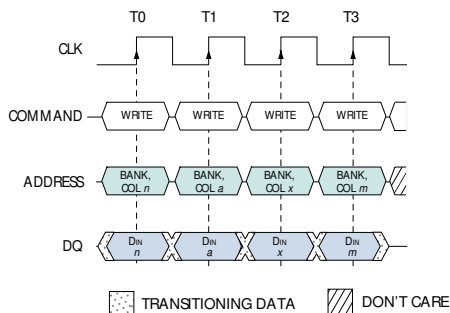 T0 T1 T2 T3
CLK
COMMAND WRITE WRITE WRITE WRITE
ADDRESS BANK, COL n BANK, COL a BANK, COL x BANK, COL m
DQ DIN n DIN a DIN x DIN m
TRANSITIONING DATA DON'T CARE